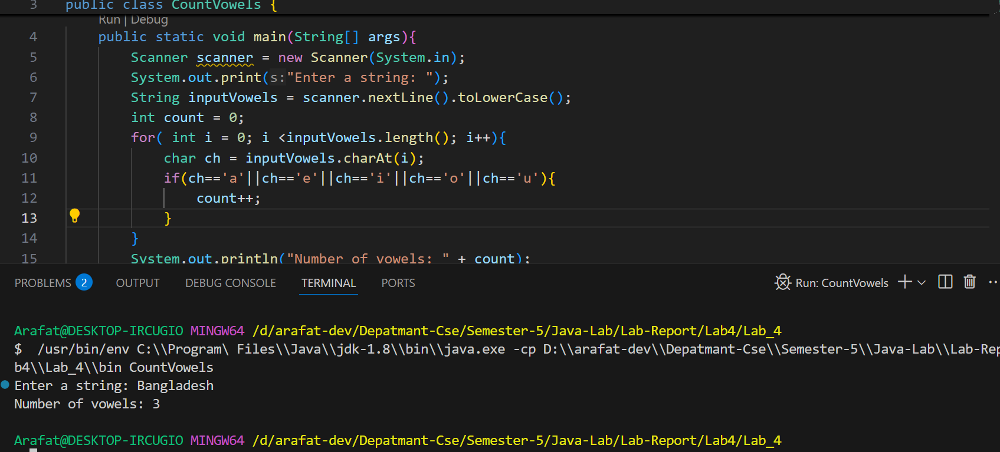 3 public class CountVowels {
Run | Debug
4 public static void main(String[] args){
5 Scanner scanner = new Scanner(System.in);
6 System.out.print(s:"Enter a string: ");
7 String inputVowels = scanner.nextLine().toLowerCase();
8 int count = 0;
9 for( int i = 0; i <inputVowels.length(); i++){
10 char ch = inputVowels.charAt(i);
11 if(ch=='a'||ch=='e'||ch=='i'||ch=='o'||ch=='u'){
12 count++;
13 }
14 }
15 System.out.println("Number of vowels: " + count);
PROBLEMS 2 OUTPUT DEBUG CONSOLE TERMINAL PORTS Run: CountVowels
Arafat@DESKTOP-IRCUGIO MINGW64 /d/arafat-dev/Depatmant-Cse/Semester-5/Java-Lab/Lab-Report/Lab4/Lab_4
$ /usr/bin/env C:\\Program\ Files\\Java\\jdk-1.8\\bin\\java.exe -cp D:\\arafat-dev\\Depatmant-Cse\\Semester-5\\Java-Lab\\Lab-Rep
b4\\Lab_4\\bin CountVowels
Enter a string: Bangladesh
Number of vowels: 3
Arafat@DESKTOP-IRCUGIO MINGW64 /d/arafat-dev/Depatmant-Cse/Semester-5/Java-Lab/Lab-Report/Lab4/Lab_4